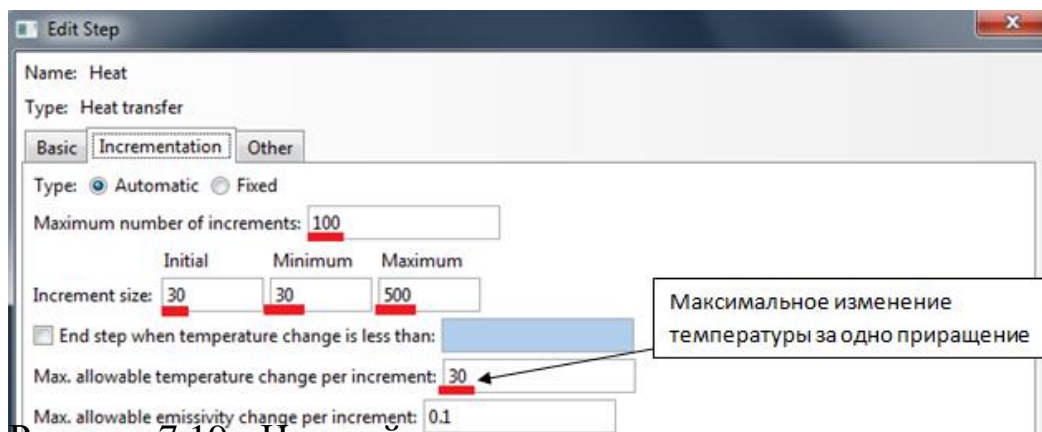 Edit Step
Name: Heat
Type: Heat transfer
Basic Incrementation Other
Type: Automatic Fixed
Maximum number of increments: 100
Initial Minimum Maximum
Increment size: 30 30 500
End step when temperature change is less than:
Max. allowable temperature change per increment: 30
Max. allowable emissivity change per increment: 0.1
Максимальное изменение
температуры за одно приращение